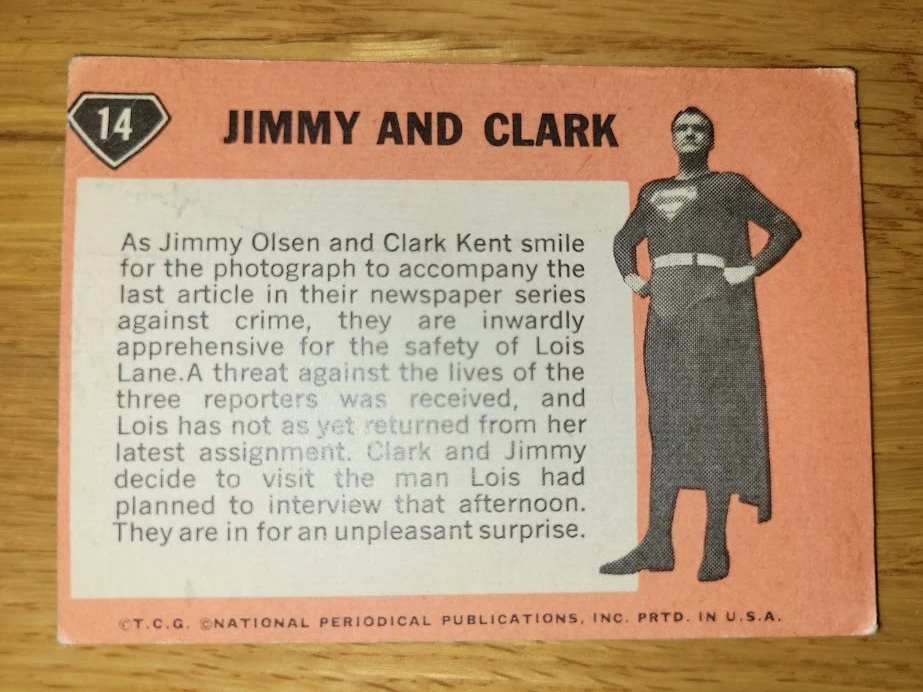 14
JIMMY AND CLARK
As Jimmy Olsen and Clark Kent smile
for the photograph to accompany the
last article in their newspaper series
against crime, they are inwardly
apprehensive for the safety of Lois
Lane.A threat against the lives of the
three reporters was received, and
Lois has not as yet returned from her
latest assignment. Clark and Jimmy
decide to visit the man Lois had
planned to interview that afternoon.
They are in for an unpleasant surprise.
©T.C.G. ©NATIONAL PERIODICAL PUBLICATIONS, INC. PRTD. IN U.S.A.